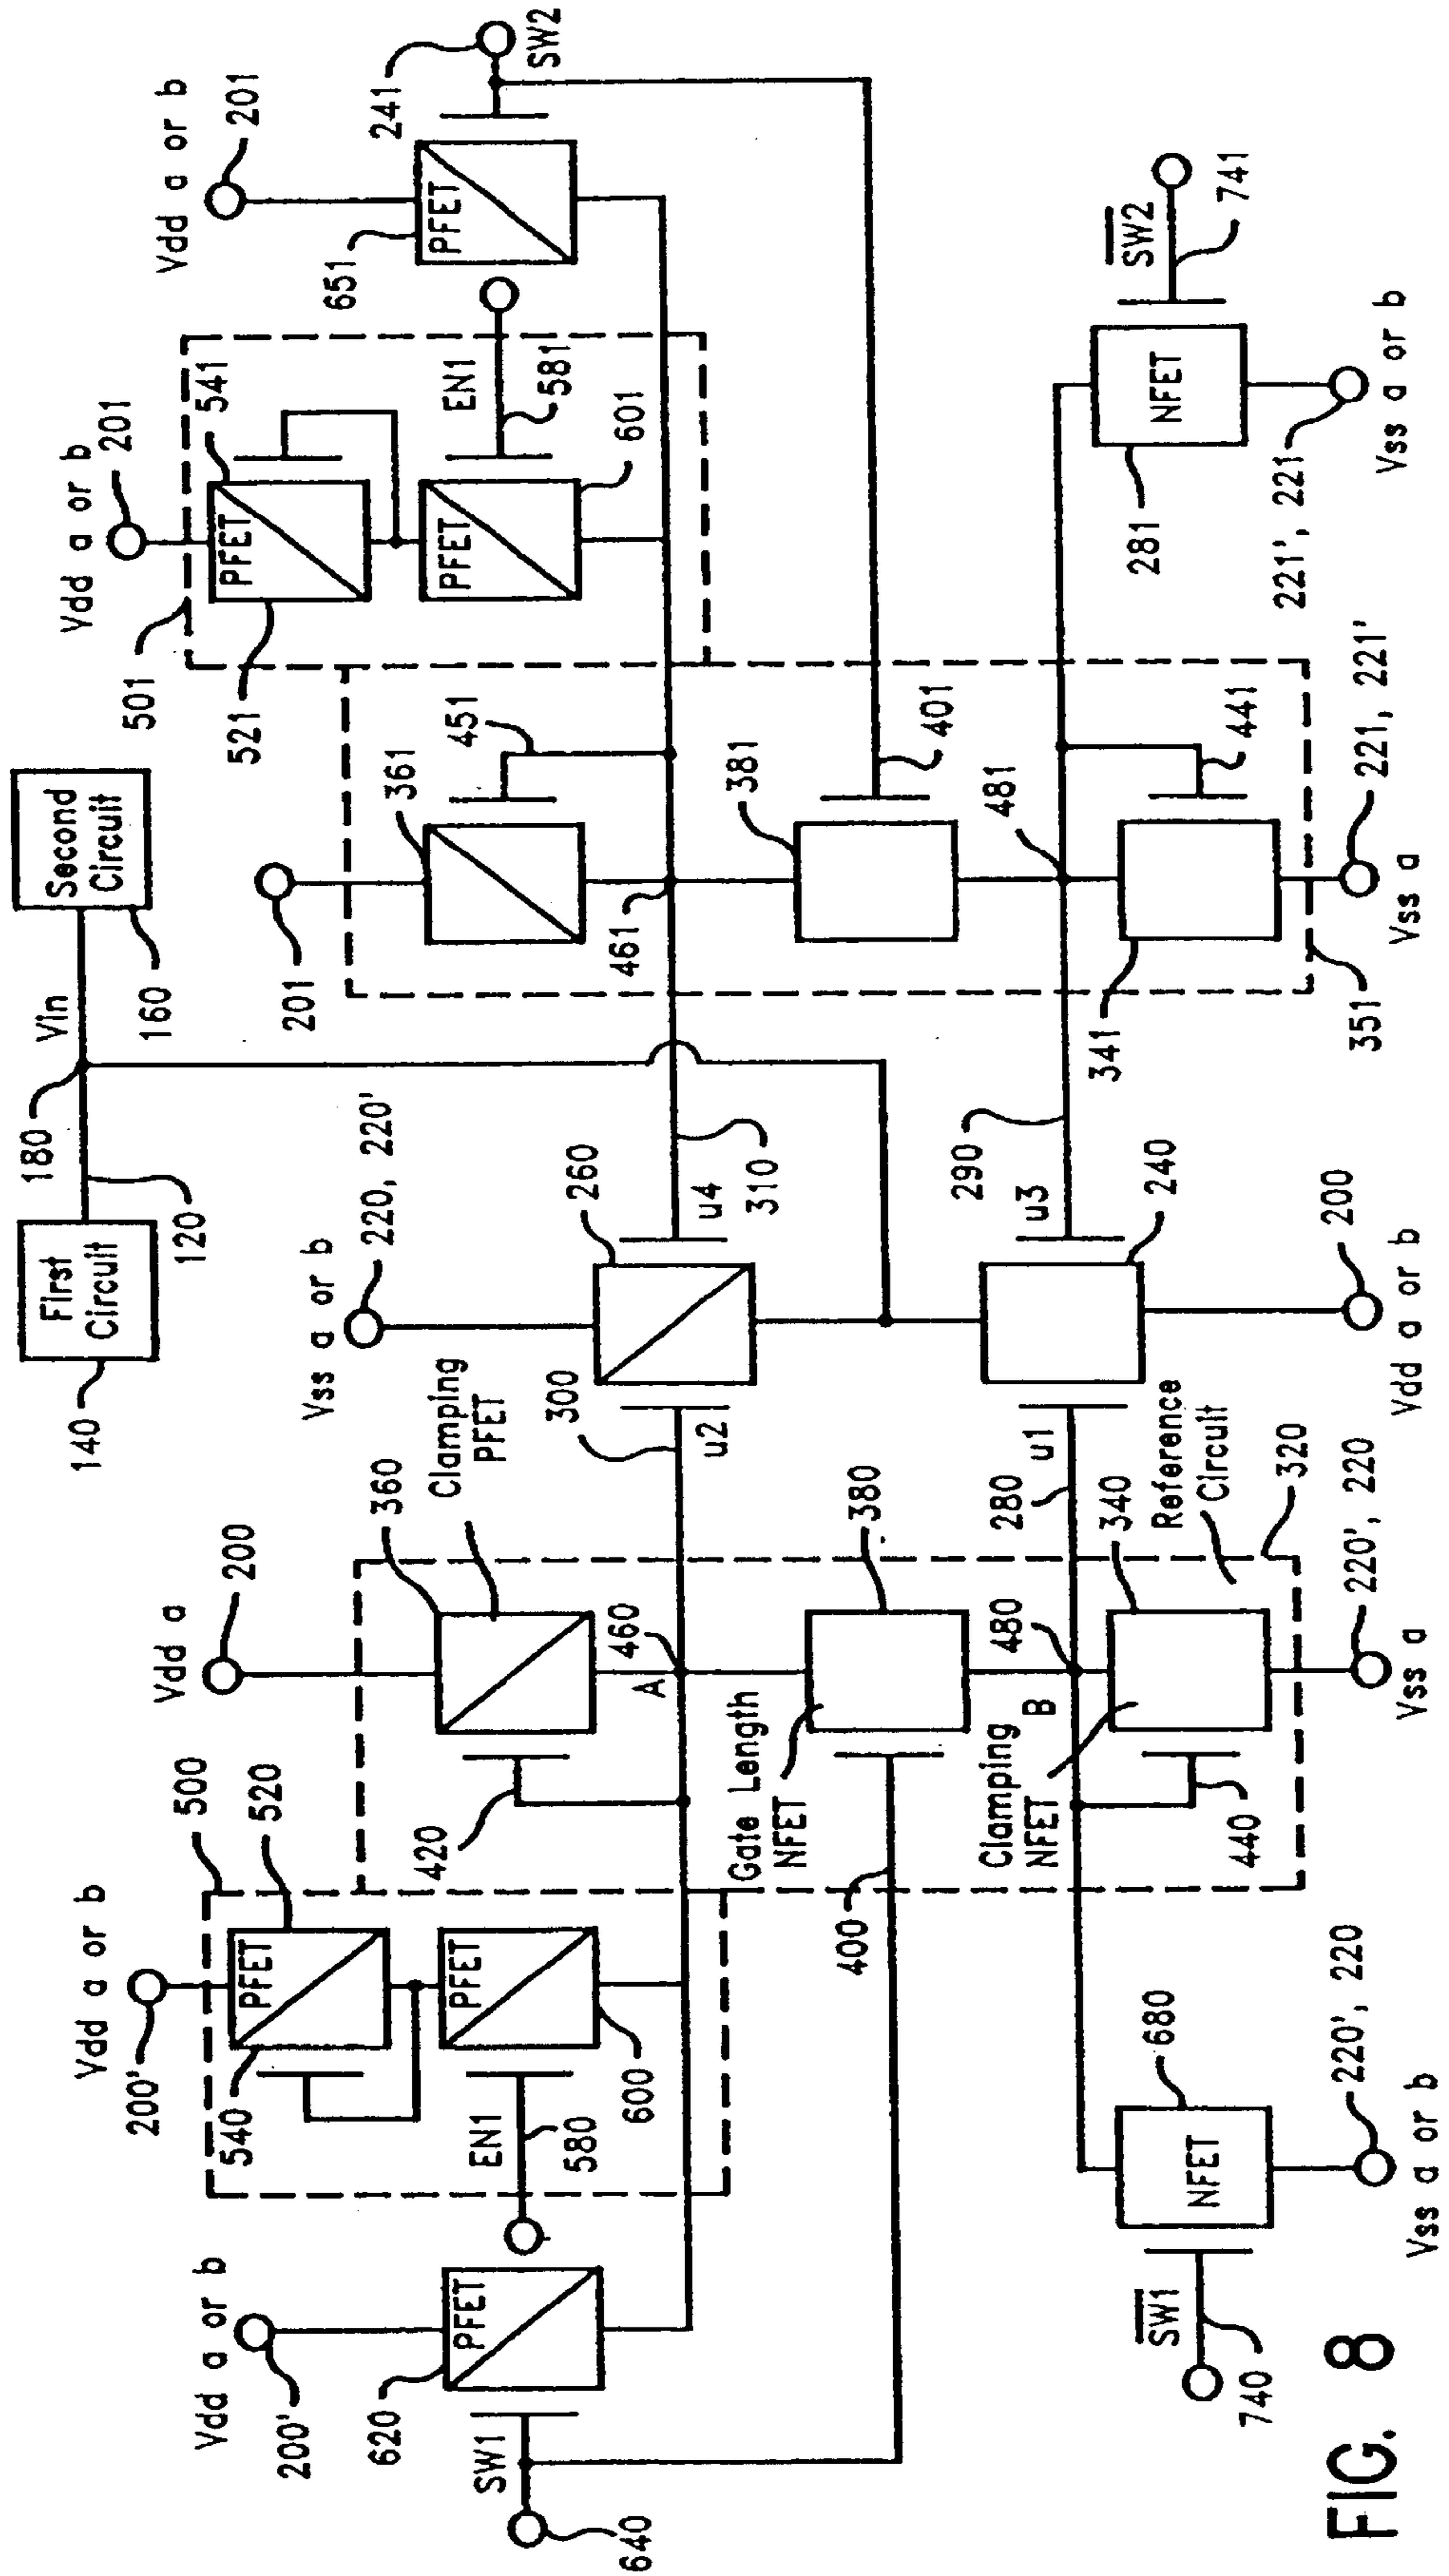 First
Circuit
140
120
180
Vin
Second
Circuit
160
Vdd a or b
200'
Vdd a or b
200'
500
520
540
PFET
PFET
EN1
580
600
PFET
620
SW1
640
Vdd a
200
360
Clamping
PFET
420
A
460
Gate Length
NFET
380
400
Clamping
NFET
B
480
340
440
Reference
Circuit
320
220', 220
Vss a
SW1
740
NFET
680
220', 220
Vss a or b
Vss a or b
220, 220'
260
300
u2
u4
310
280
u1
u3
290
240
200
Vdd a or b
201
361
451
461
381
401
481
441
341
351
221, 221'
Vss a
Vdd a or b
201
501
521
541
PFET
PFET
EN1
581
601
Vdd a or b
201
651
PFET
241
SW2
SW2
741
NFET
281
221', 221
Vss a or b
FIG. 8